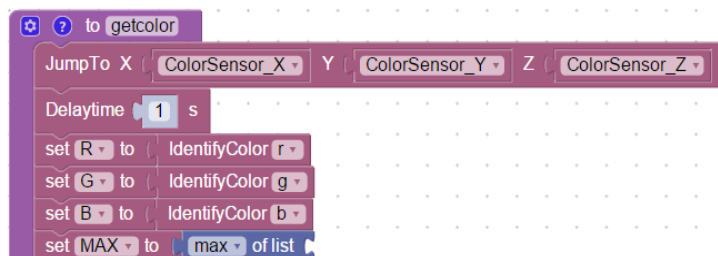 ? to getcolor
JumpTo X ColorSensor_X Y ColorSensor_Y Z ColorSensor_Z
Delaytime 1 s
set R to IdentifyColor r
set G to IdentifyColor g
set B to IdentifyColor b
set MAX to max of list